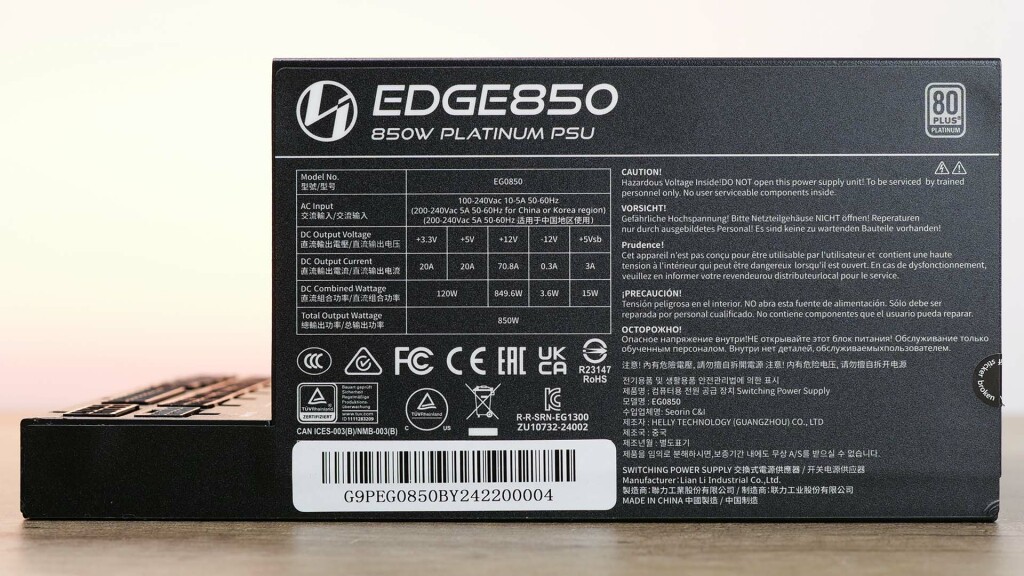 Li
EDGE850
850W PLATINUM PSU
80
PLUS®
PLATINUM
Model No.
型號/型号
EG0850
AC Input
交流輸入/交流输入
100-240Vac 10-5A 50-60Hz
(200-240Vac 5A 50-60Hz for China or Korea region)
(200-240Vac 5A 50-60Hz 适用于中国地区使用)
DC Output Voltage
直流輸出電壓/直流输出电压
+3.3V +5V +12V -12V +5Vsb
DC Output Current
直流輸出電流/直流输出电流
20A 20A 70.8A 0.3A 3A
DC Combined Wattage
直流組合功率/直流组合功率
120W 849.6W 3.6W 15W
Total Output Wattage
總輸出功率/总输出功率
850W
CCC
FC CE EAC UKCA
R23147
RoHS
TÜVRheinland
ZERTIFIZIERT
Bauart geprüft
Sicherheit
Regelmäßige
Produktions-
überwachung
www.tuv.com
ID 1111283209
TÜVRheinland
C US
R-R-SRN-EG1300
ZU10732-24002
CAN ICES-003(B)/NMB-003(B)
G9PEG0850BY242200004
CAUTION!
Hazardous Voltage Inside!DO NOT open this power supply unit! To be serviced by trained
personel only. No user serviceable components inside.
VORSICHT!
Gefährliche Hochspannung! Bitte Netzteilgehäuse NICHT öffnen! Reperaturen
nur durch ausgebildetes Personal! Es sind keine zu wartenden Bauteile vorhanden!
Prudence!
Cet appareil n'est pas conçu pour être utilisable par l'utilisateur et contient une haute
tension à l'intérieur qui peut être dangereux lorsqu'il est ouvert. En cas de dysfonctionnement,
veuillez en informer votre revendeurou distributeurlocal pour le service.
¡PRECAUCIÓN!
Tensión peligrosa en el interior. NO abra esta fuente de alimentación. Sólo debe ser
reparada por personal cualificado. No contiene componentes que el usuario pueda reparar.
ОСТОРОЖНО!
Опасное напряжение внутри!НЕ открывайте этот блок питания! Обслуживание только
обученным персоналом. Внутри нет деталей, обслуживаемыхпользователем.
注意! 內有危險電壓, 請勿擅自拆開電源 注意! 内有危险电压, 请勿擅自拆开电源
전기용품 및 생활용품 안전관리법에 의한 표시
제품명 : 컴퓨터용 전원 공급 장치 Switching Power Supply
모델명 : EG0850
수입업체명: Seorin C&I
제조자 : HELLY TECHNOLOGY (GUANGZHOU) CO., LTD
제조국 : 중국
제조년월 : 별도표기
제품을 임의로 분해하시면,보증기간 내에도 무상 A/S를 받으실 수 없습니다.
SWITCHING POWER SUPPLY 交換式電源供應器 / 开关电源供应器
Manufacturer:Lian Li Industrial Co.,Ltd.
製造商：聯力工業股份有限公司 / 制造商：联力工业股份有限公司
MADE IN CHINA 中國製造 / 中国制造
sticker
broken